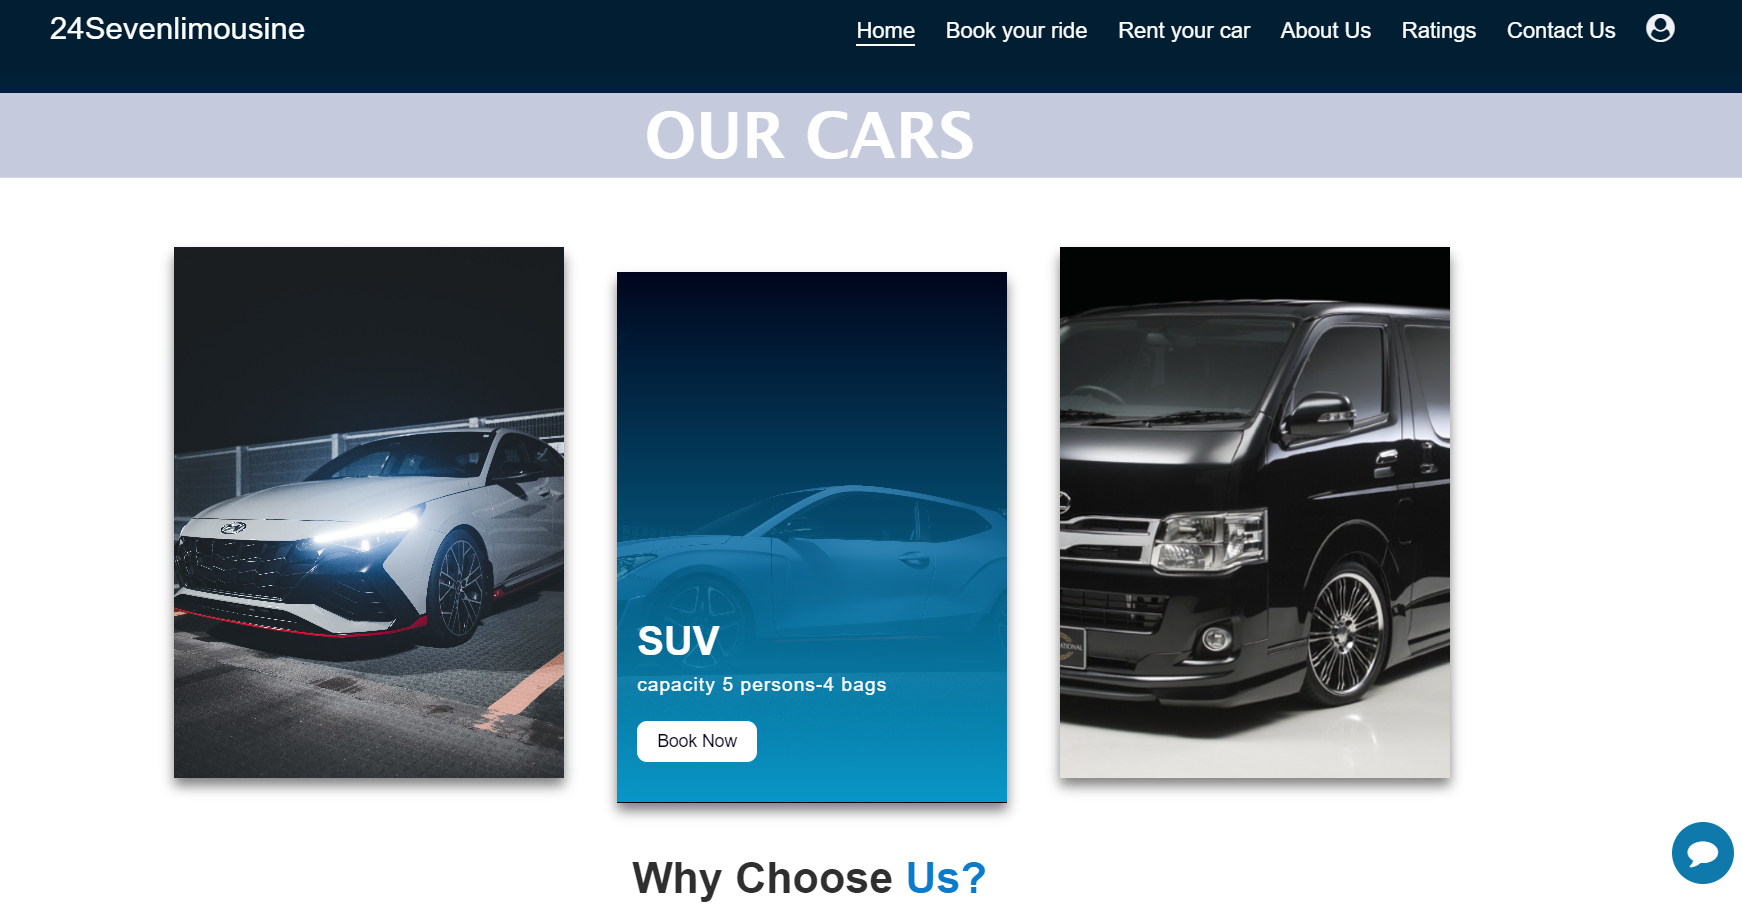 24Sevenlimousine
Home Book your ride Rent your car About Us Ratings Contact Us
OUR CARS
SUV
capacity 5 persons-4 bags
Book Now
Why Choose Us?